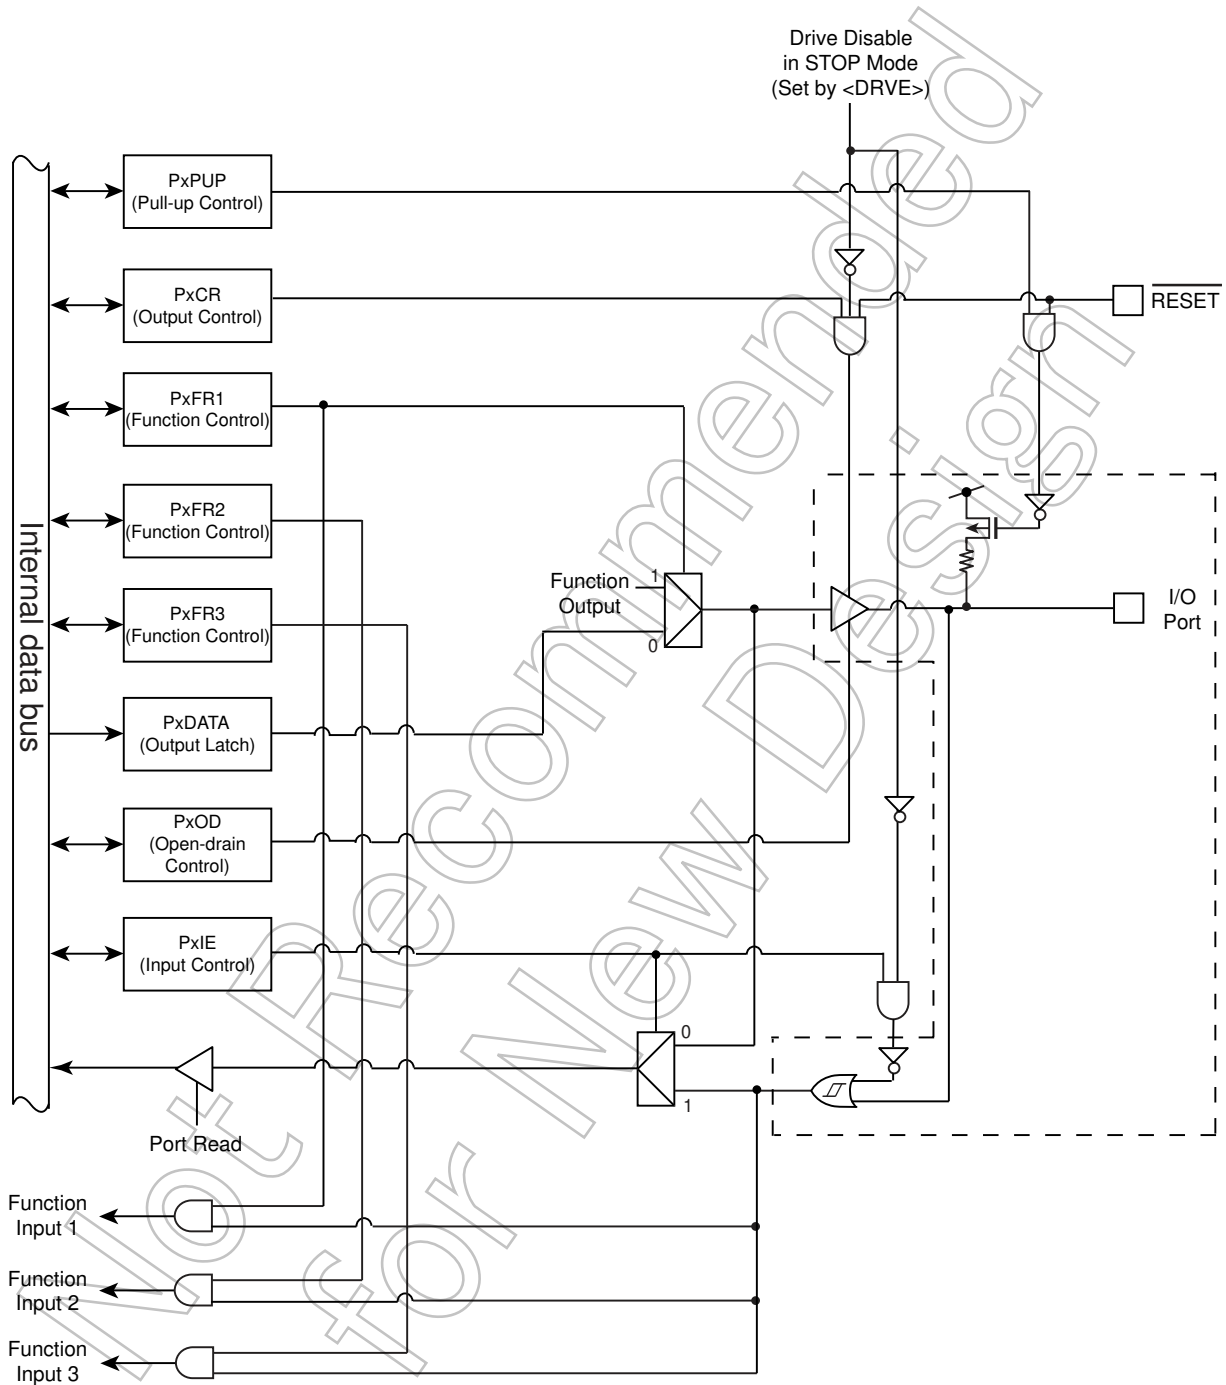 Drive Disable
in STOP Mode
(Set by <DRVE>)
PxPUP
(Pull-up Control)
PxCR
(Output Control)
RESET
PxFR1
(Function Control)
PxFR2
(Function Control)
Internal data bus
Function
Output
1
0
I/O
Port
PxFR3
(Function Control)
PxDATA
(Output Latch)
PxOD
(Open-drain
Control)
PxIE
(Input Control)
0
1
Port Read
Function
Input 1
Function
Input 2
Function
Input 3
Not Recommended
for New Design